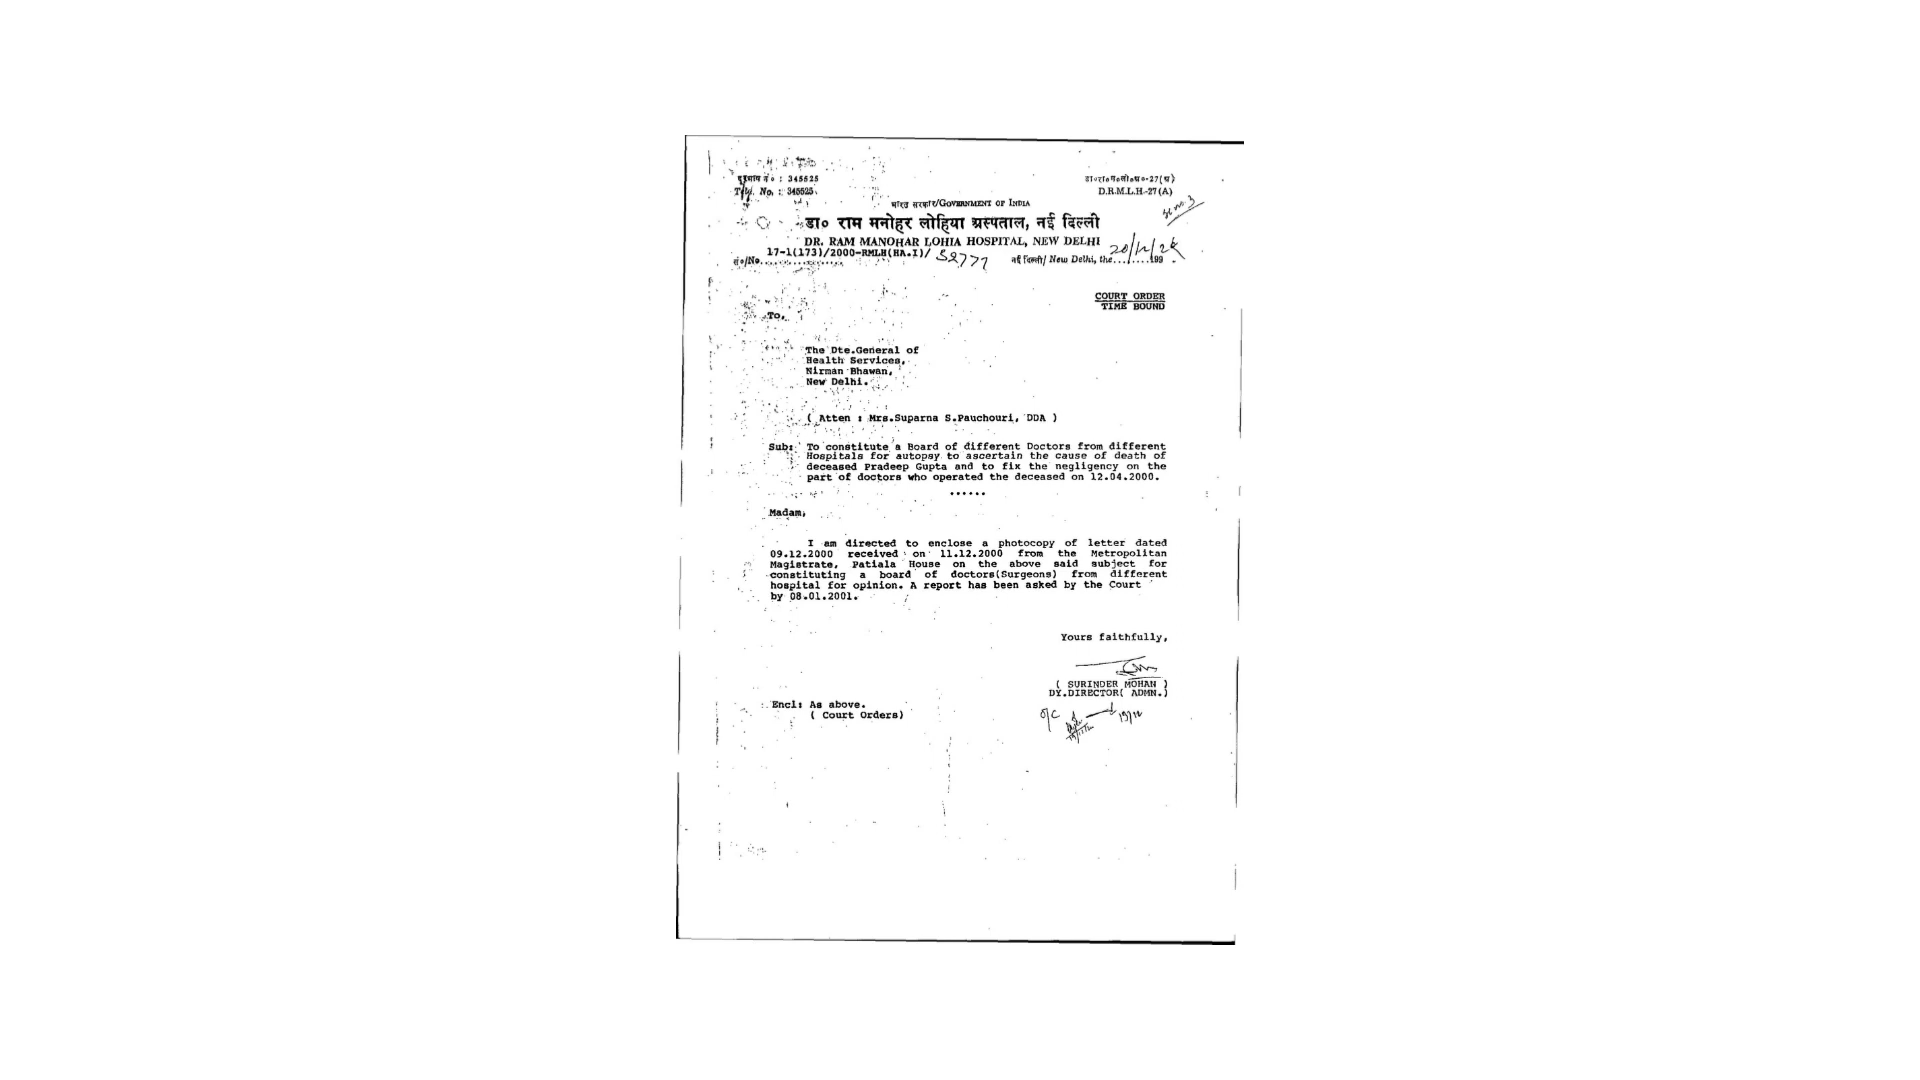 दूरभाष नं० : 345525
Tel. No. : 345525
डा०रा०म०लो०अ०-27(अ)
D.R.M.L.H.-27(A)
भारत सरकार/GOVERNMENT OF INDIA
डा० राम मनोहर लोहिया अस्पताल, नई दिल्ली
DR. RAM MANOHAR LOHIA HOSPITAL, NEW DELHI
17-1(173)/2000-RMLH(HA.I)/ 52777
सं०/No.
नई दिल्ली/ New Delhi, the........199 .
COURT ORDER
TIME BOUND
To,
The Dte.General of
Health Services,
Nirman Bhawan,
New Delhi.
( Atten : Mrs.Suparna S.Pauchouri, DDA )
Sub: To constitute a Board of different Doctors from different
Hospitals for autopsy to ascertain the cause of death of
deceased Pradeep Gupta and to fix the negligency on the
part of doctors who operated the deceased on 12.04.2000.
......
Madam,
I am directed to enclose a photocopy of letter dated
09.12.2000 received on 11.12.2000 from the Metropolitan
Magistrate, Patiala House on the above said subject for
constituting a board of doctors(Surgeons) from different
hospital for opinion. A report has been asked by the Court
by 08.01.2001.
Yours faithfully,
( SURINDER MOHAN )
DY.DIRECTOR( ADMN.)
Encl: As above.
( Court Orders)
O/C
19/12